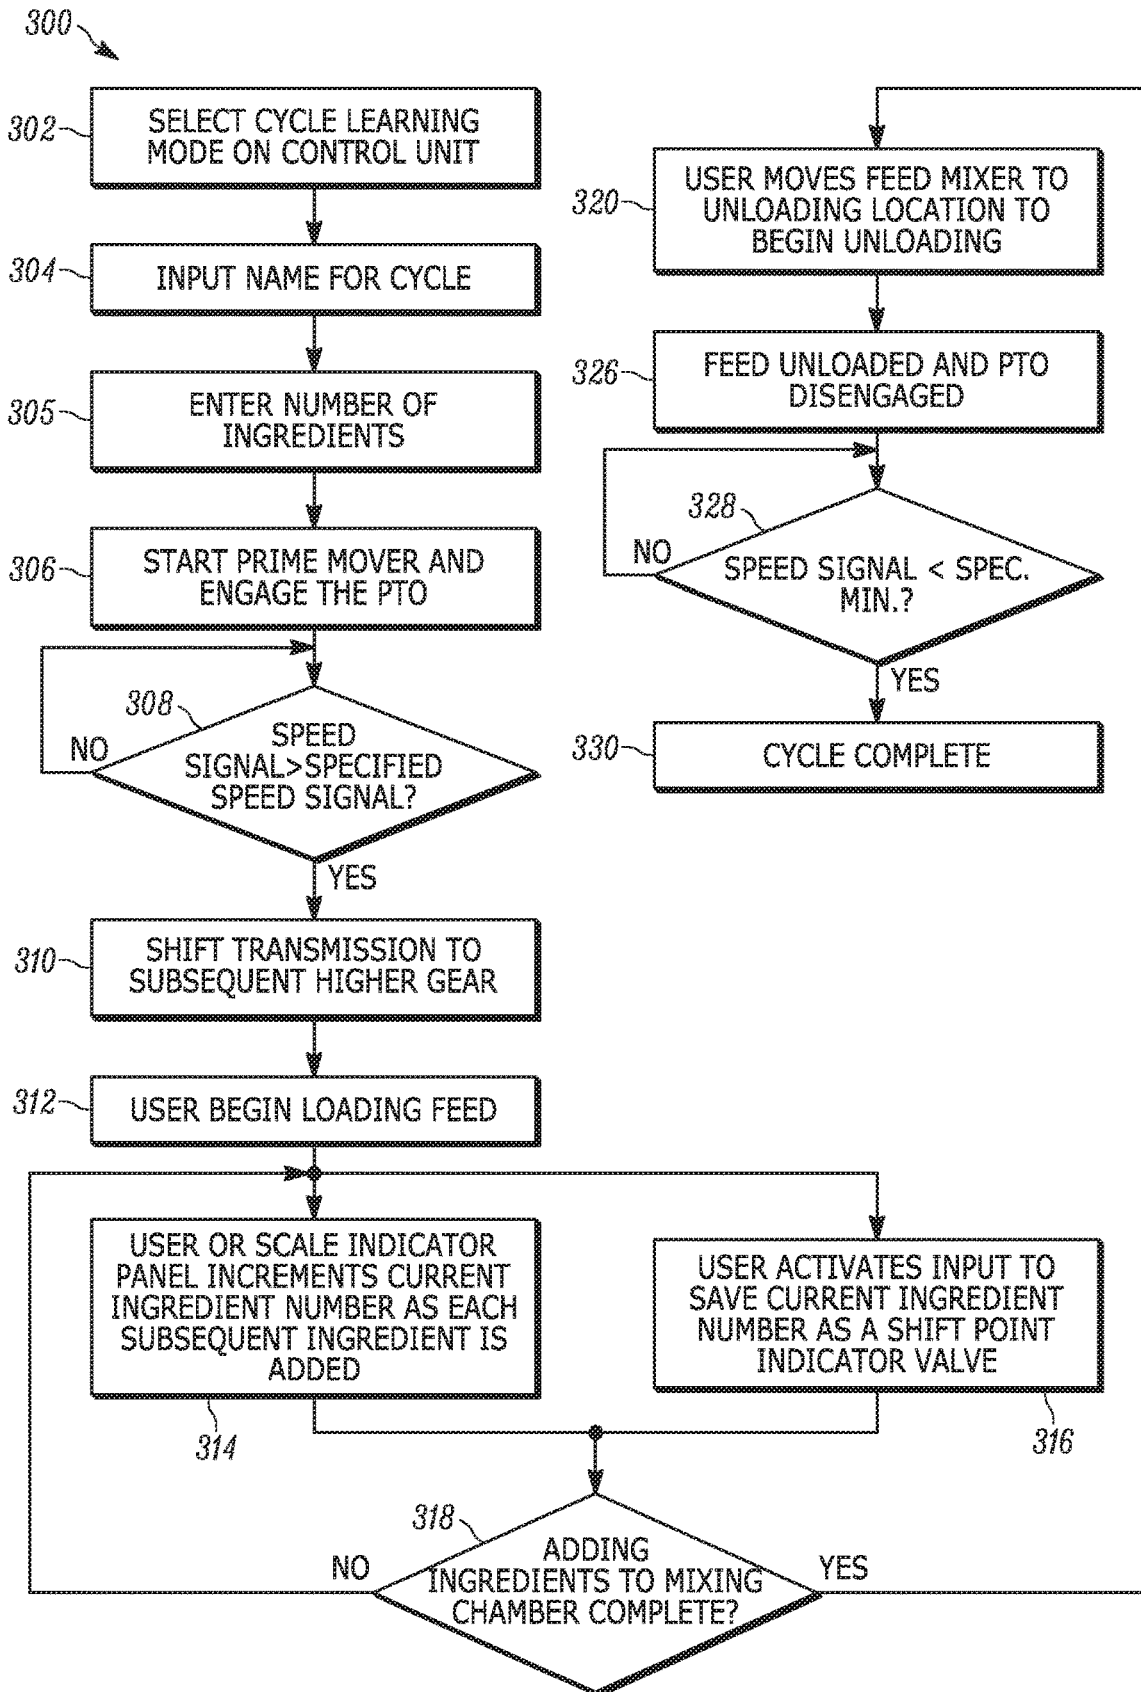 300
302
SELECT CYCLE LEARNING
MODE ON CONTROL UNIT
304
INPUT NAME FOR CYCLE
305
ENTER NUMBER OF
INGREDIENTS
306
START PRIME MOVER AND
ENGAGE THE PTO
308
NO
SPEED
SIGNAL>SPECIFIED
SPEED SIGNAL?
YES
310
SHIFT TRANSMISSION TO
SUBSEQUENT HIGHER GEAR
312
USER BEGIN LOADING FEED
USER OR SCALE INDICATOR
PANEL INCREMENTS CURRENT
INGREDIENT NUMBER AS EACH
SUBSEQUENT INGREDIENT IS
ADDED
314
USER ACTIVATES INPUT TO
SAVE CURRENT INGREDIENT
NUMBER AS A SHIFT POINT
INDICATOR VALVE
316
318
NO
ADDING
INGREDIENTS TO MIXING
CHAMBER COMPLETE?
YES
320
USER MOVES FEED MIXER TO
UNLOADING LOCATION TO
BEGIN UNLOADING
326
FEED UNLOADED AND PTO
DISENGAGED
328
NO
SPEED SIGNAL < SPEC.
MIN.?
YES
330
CYCLE COMPLETE